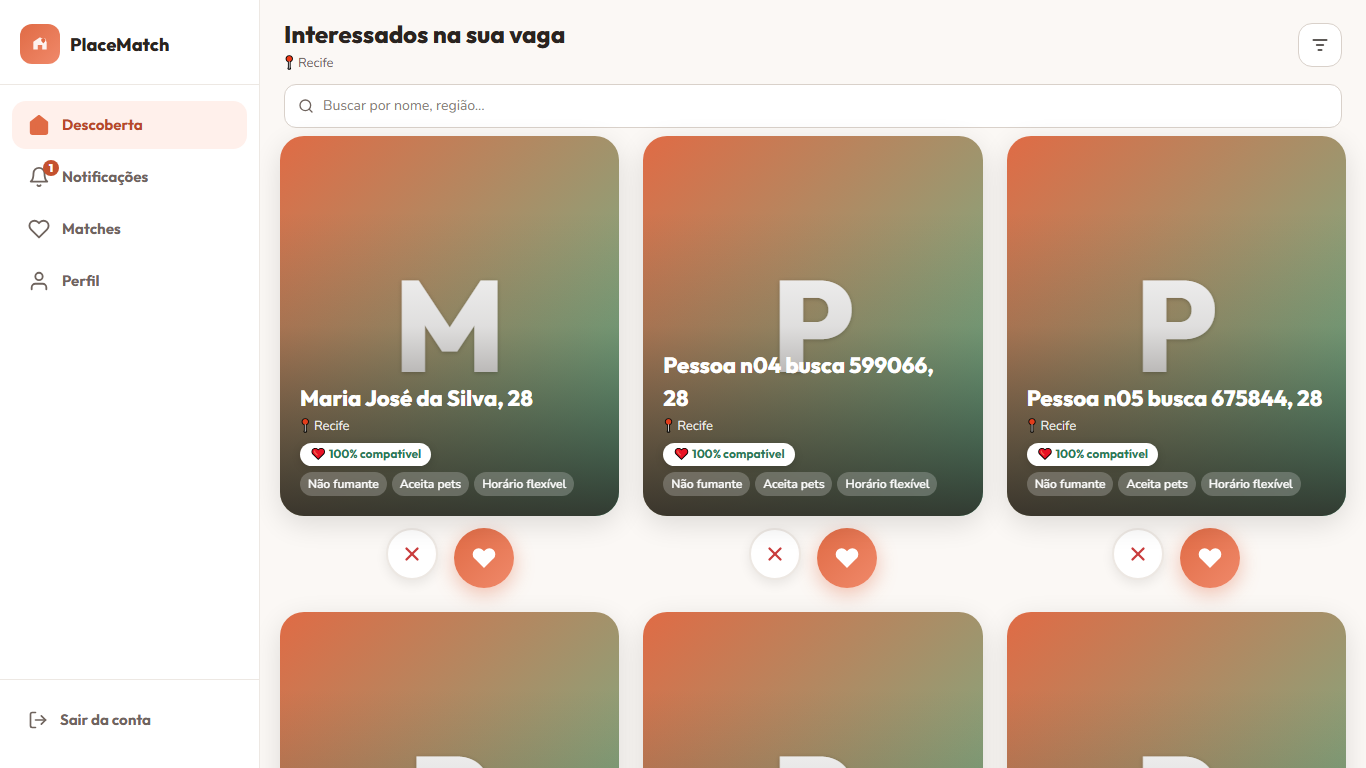 PlaceMatch
Descoberta
1
Notificações
Matches
Perfil
Sair da conta
Interessados na sua vaga
Recife
Buscar por nome, região...
M
Maria José da Silva, 28
Recife
100% compatível
Não fumante
Aceita pets
Horário flexível
P
Pessoa n04 busca 599066,
28
Recife
100% compatível
Não fumante
Aceita pets
Horário flexível
P
Pessoa n05 busca 675844, 28
Recife
100% compatível
Não fumante
Aceita pets
Horário flexível